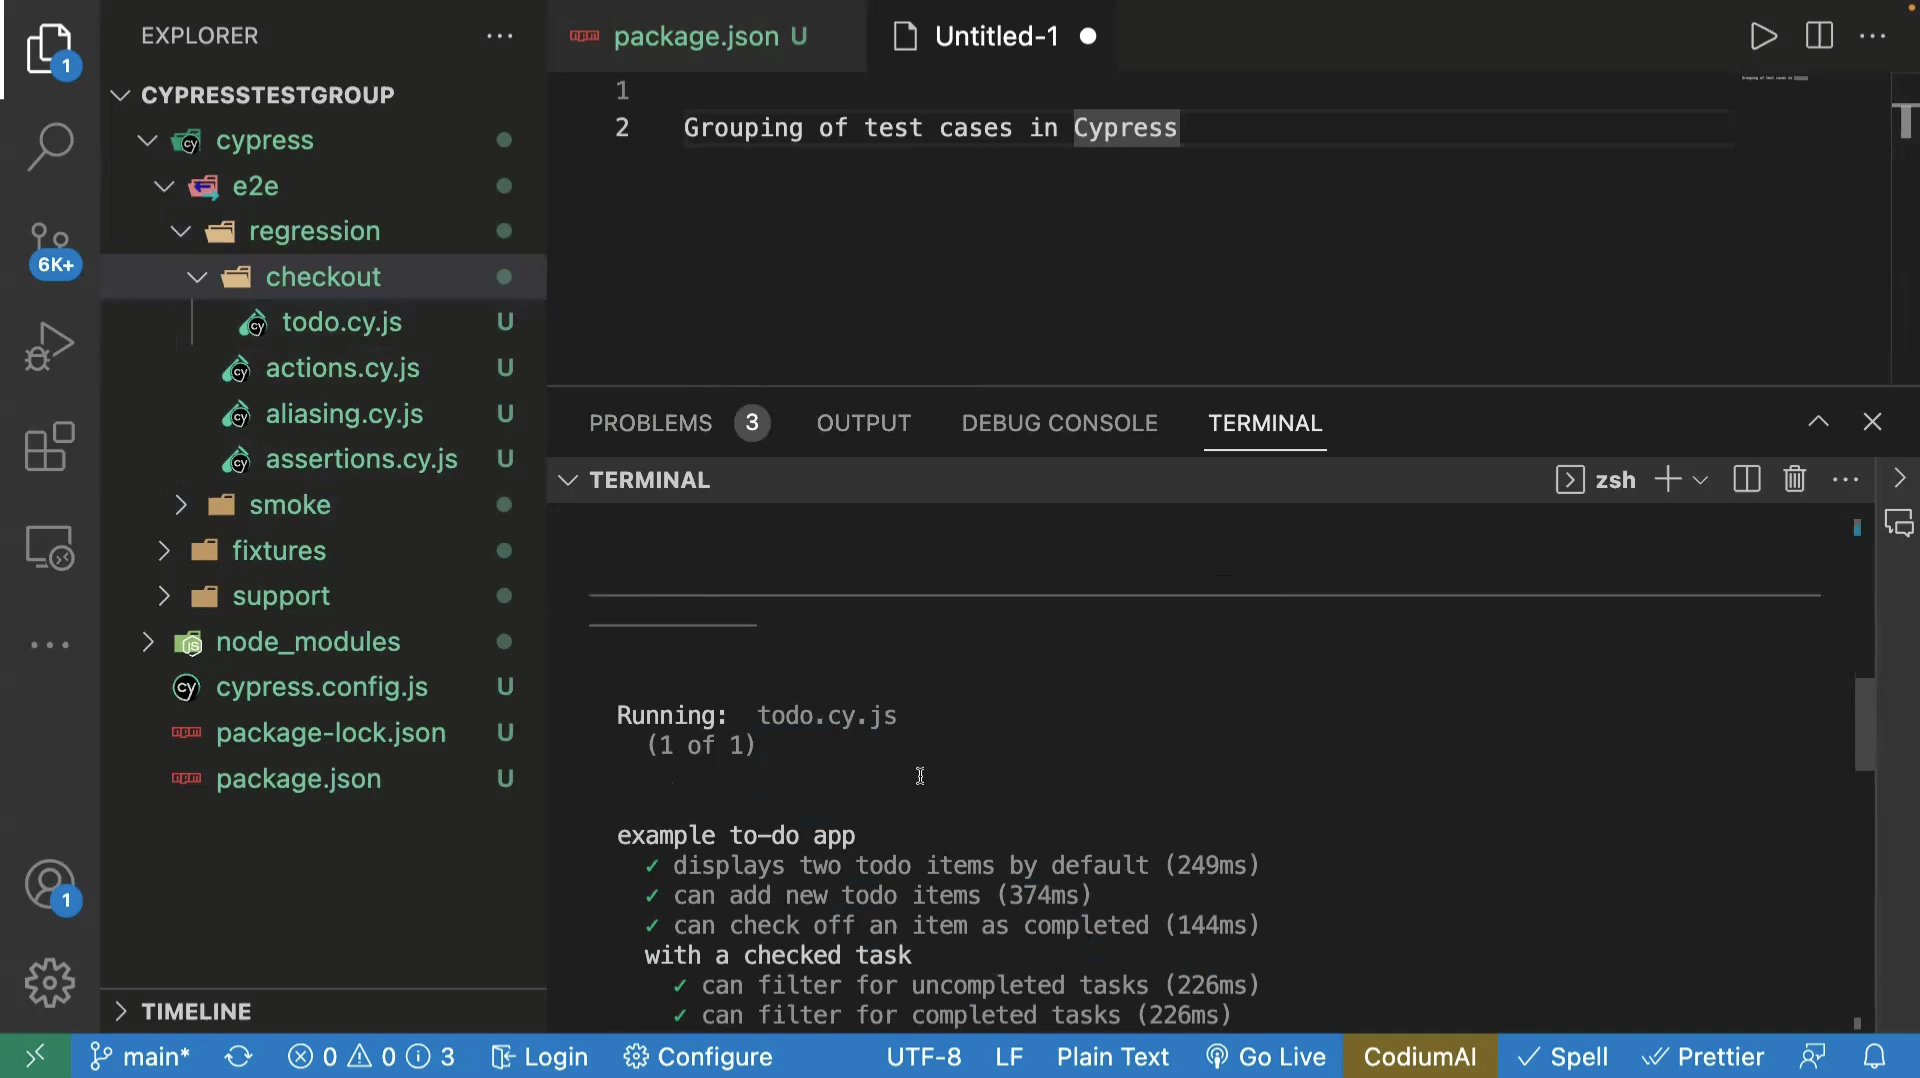 EXPLORER
package.json U
Untitled-1
1
CYPRESSTESTGROUP
cypress
e2e
regression
checkout
todo.cy.js U
actions.cy.js U
aliasing.cy.js U
assertions.cy.js U
smoke
fixtures
support
node_modules
cypress.config.js U
package-lock.json U
package.json U
TIMELINE
6K+
1
1
2 Grouping of test cases in Cypress
PROBLEMS 3 OUTPUT DEBUG CONSOLE TERMINAL
TERMINAL
zsh
Running: todo.cy.js
(1 of 1)
example to-do app
✓ displays two todo items by default (249ms)
✓ can add new todo items (374ms)
✓ can check off an item as completed (144ms)
with a checked task
✓ can filter for uncompleted tasks (226ms)
✓ can filter for completed tasks (226ms)
main* 0 0 3 Login Configure UTF-8 LF Plain Text Go Live CodiumAI Spell Prettier